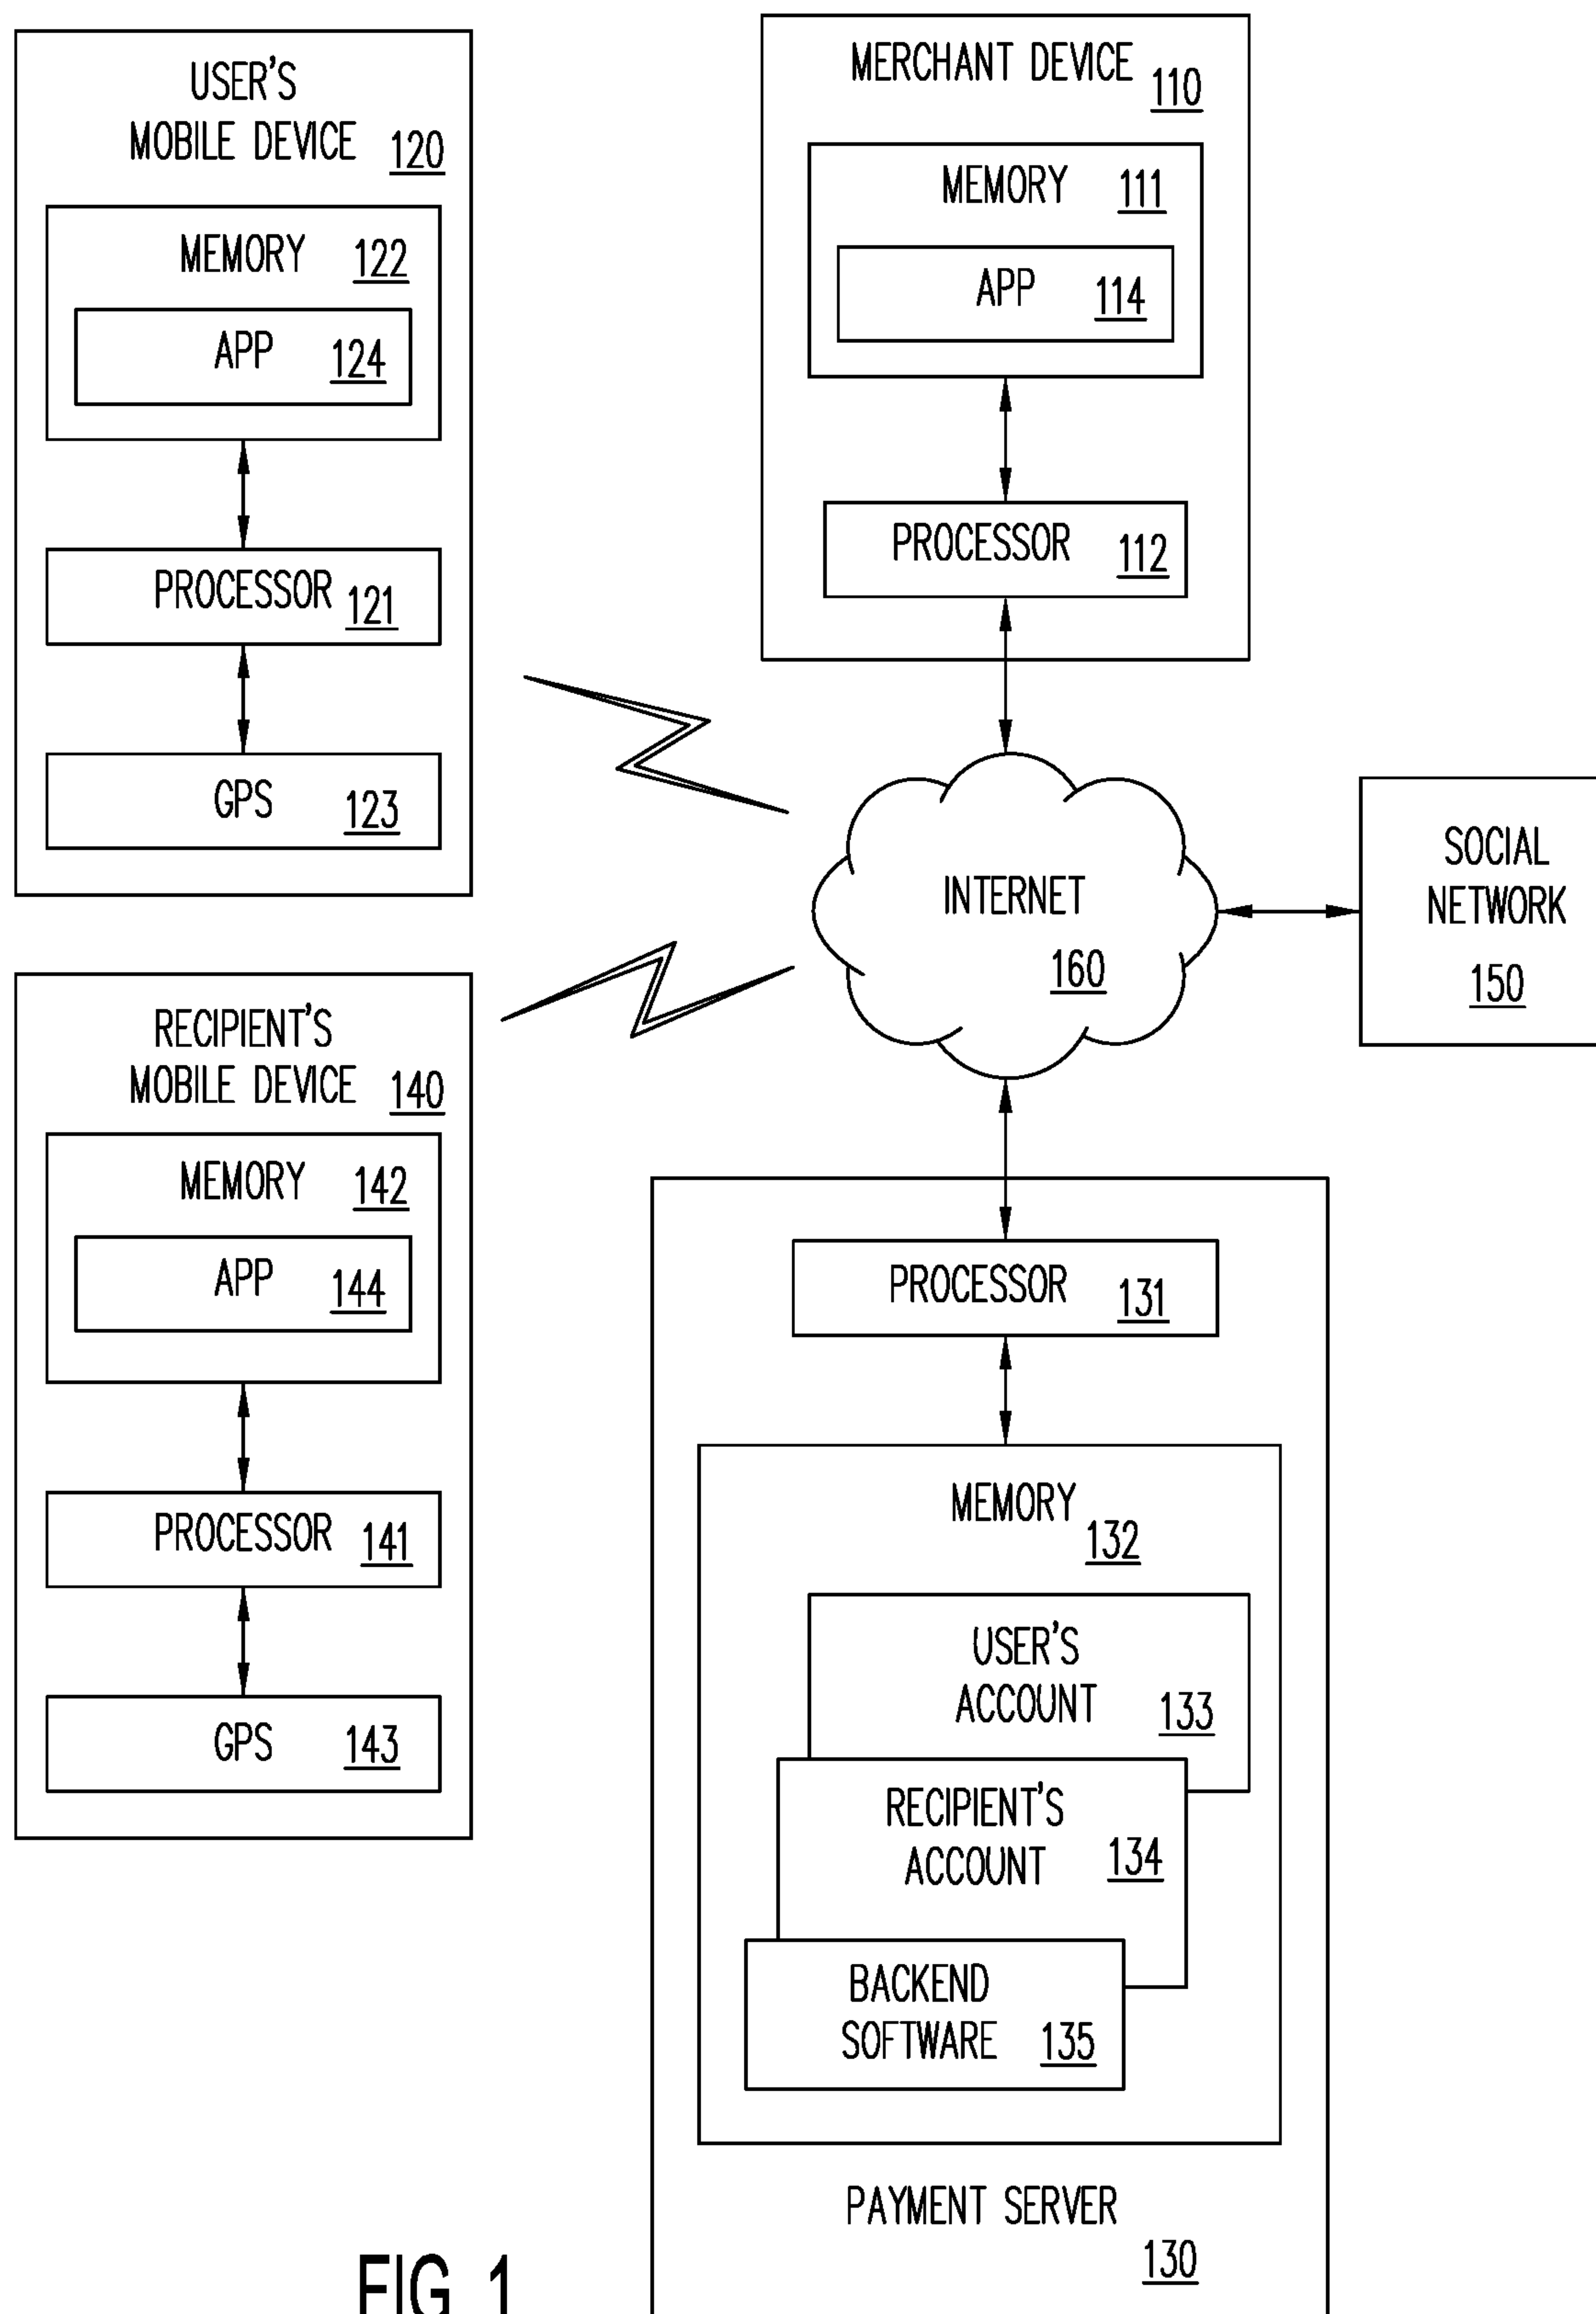 USER'S
MOBILE DEVICE 120
MEMORY 122
APP 124
PROCESSOR 121
GPS 123
MERCHANT DEVICE 110
MEMORY 111
APP 114
PROCESSOR 112
INTERNET
160
SOCIAL
NETWORK
150
RECIPIENT'S
MOBILE DEVICE 140
MEMORY 142
APP 144
PROCESSOR 141
GPS 143
PROCESSOR 131
MEMORY 132
USER'S
ACCOUNT 133
RECIPIENT'S
ACCOUNT 134
BACKEND
SOFTWARE 135
PAYMENT SERVER
130
FIG. 1